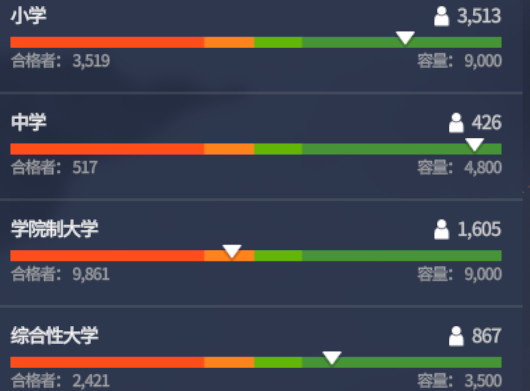 小学 3,513
合格者: 3,519 容量: 9,000
中学 426
合格者: 517 容量: 4,800
学院制大学 1,605
合格者: 9,861 容量: 9,000
综合性大学 867
合格者: 2,421 容量: 3,500